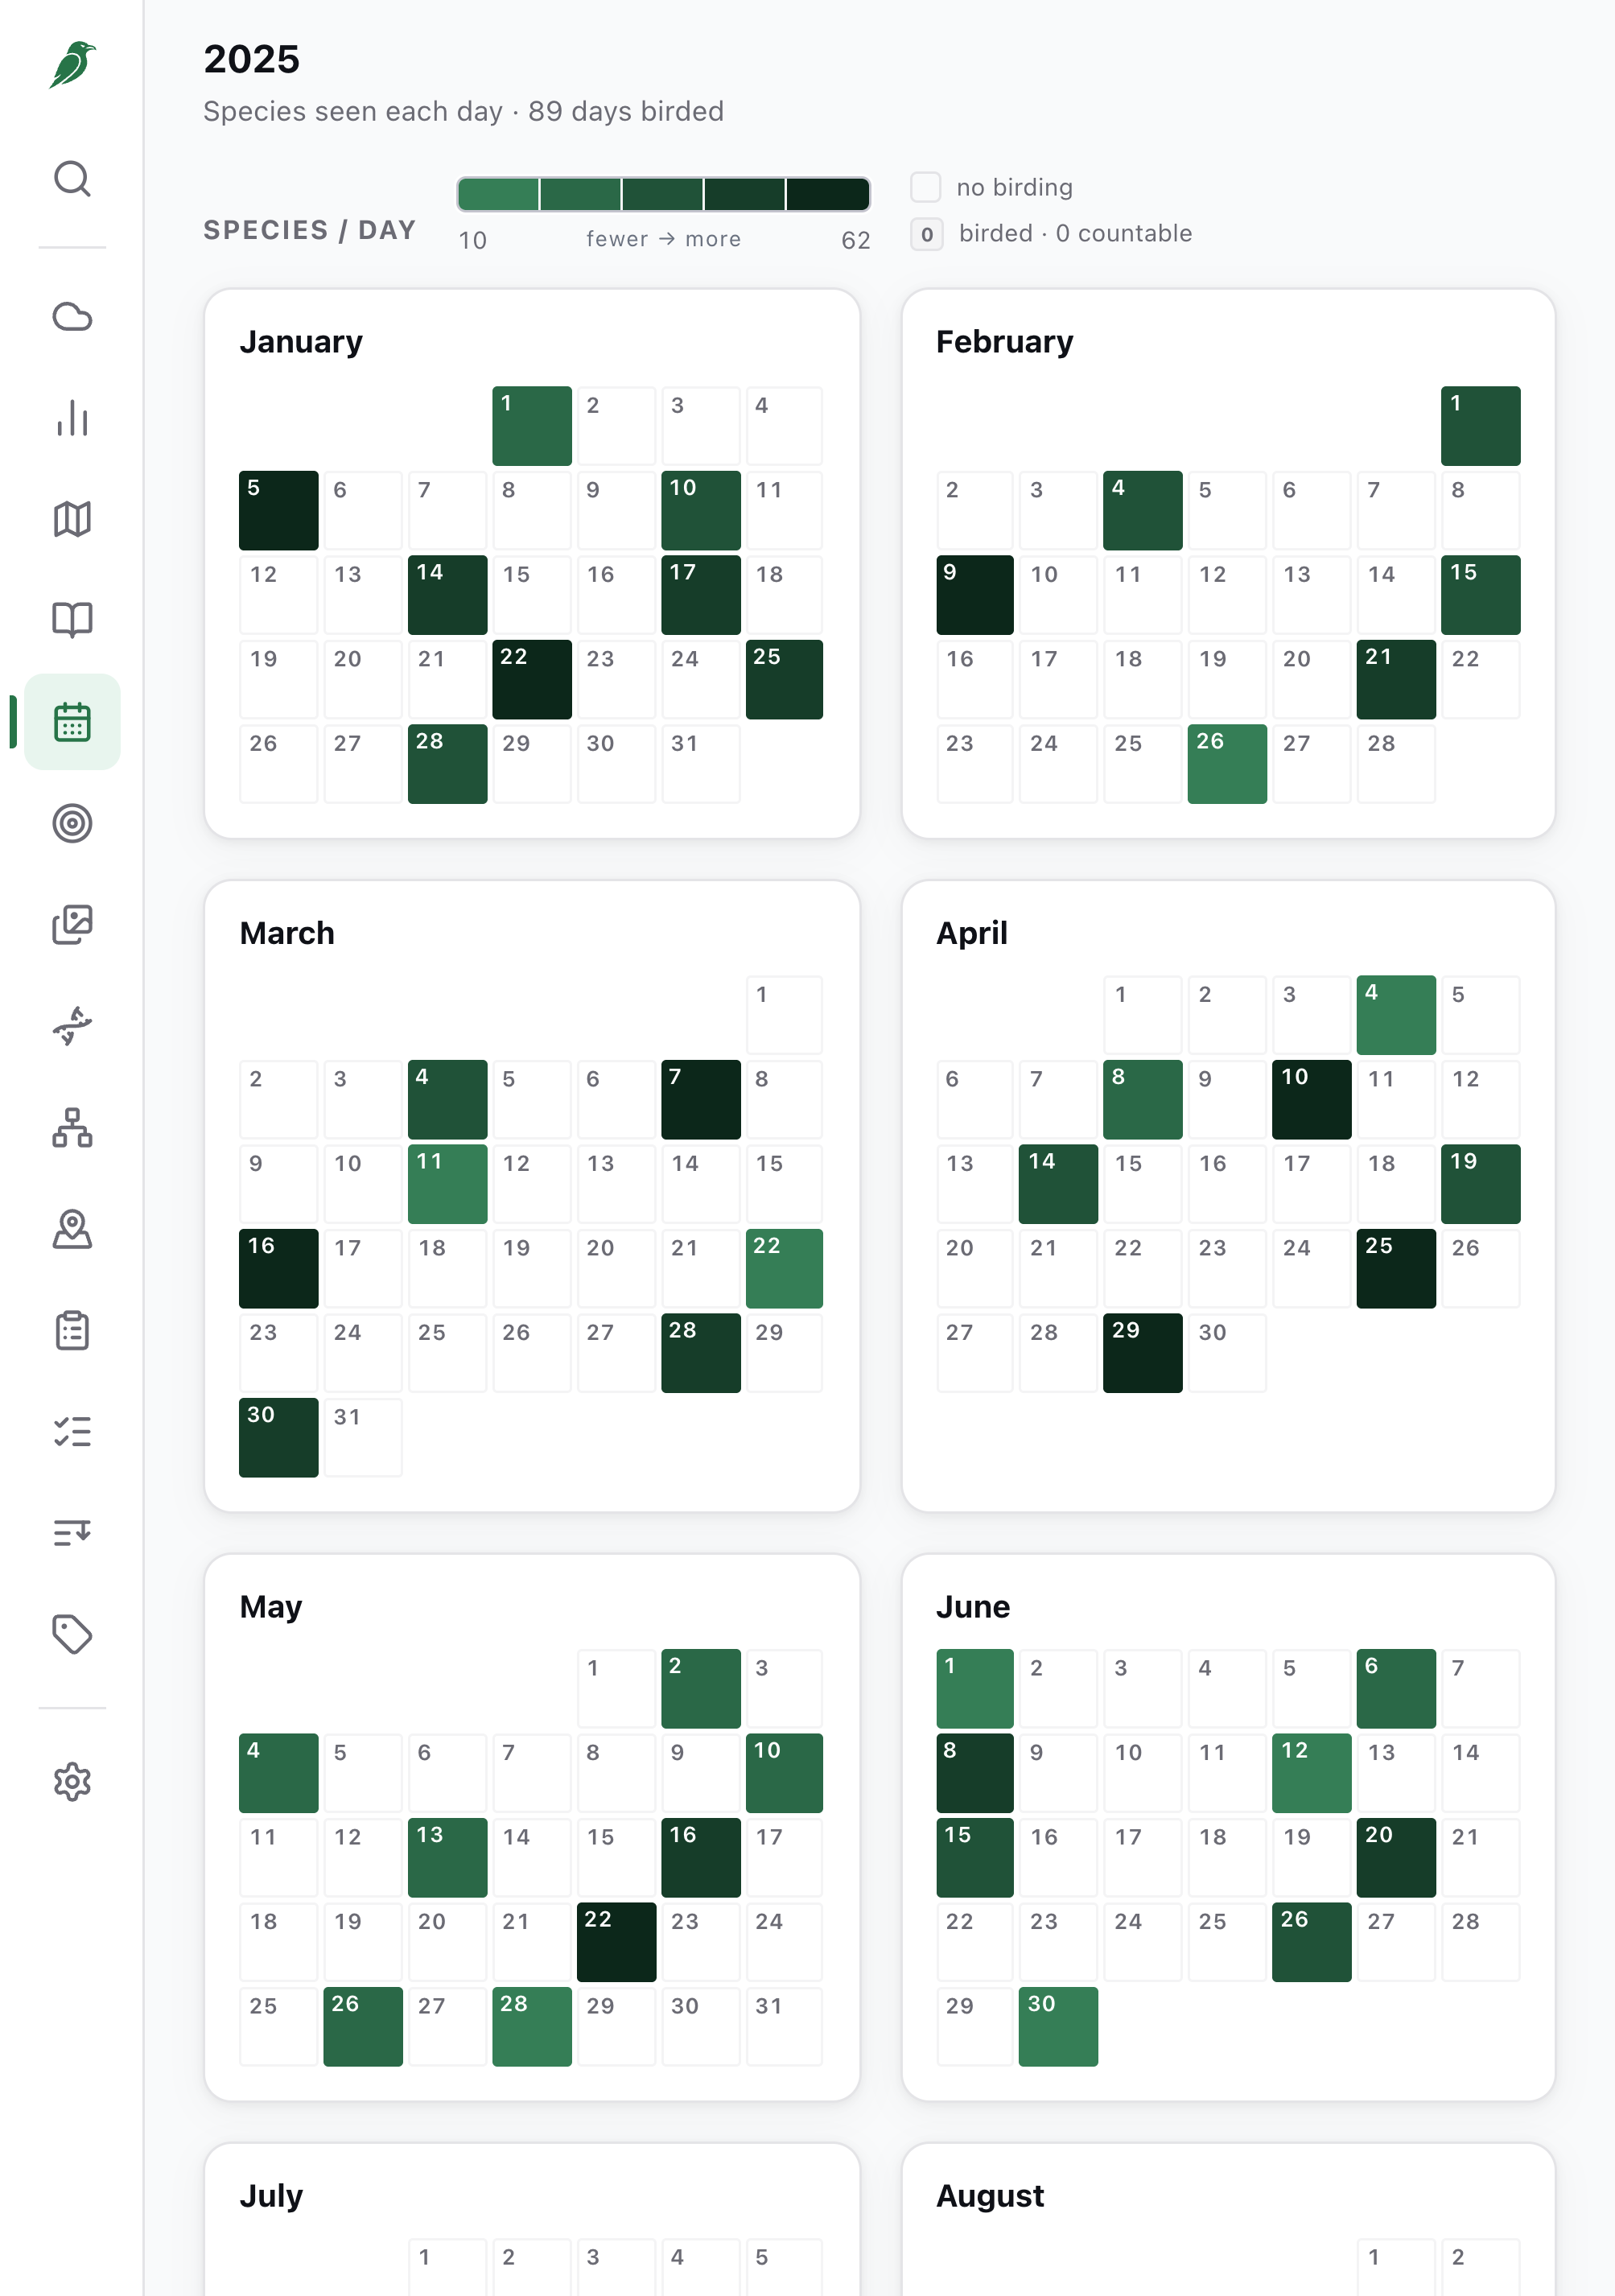 2025
Species seen each day · 89 days birded
SPECIES / DAY
10 fewer → more 62
no birding
0 birded · 0 countable
January
1 2 3 4
5 6 7 8 9 10 11
12 13 14 15 16 17 18
19 20 21 22 23 24 25
26 27 28 29 30 31
February
1
2 3 4 5 6 7 8
9 10 11 12 13 14 15
16 17 18 19 20 21 22
23 24 25 26 27 28
March
1
2 3 4 5 6 7 8
9 10 11 12 13 14 15
16 17 18 19 20 21 22
23 24 25 26 27 28 29
30 31
April
1 2 3 4 5
6 7 8 9 10 11 12
13 14 15 16 17 18 19
20 21 22 23 24 25 26
27 28 29 30
May
1 2 3
4 5 6 7 8 9 10
11 12 13 14 15 16 17
18 19 20 21 22 23 24
25 26 27 28 29 30 31
June
1 2 3 4 5 6 7
8 9 10 11 12 13 14
15 16 17 18 19 20 21
22 23 24 25 26 27 28
29 30
July
1 2 3 4 5
August
1 2